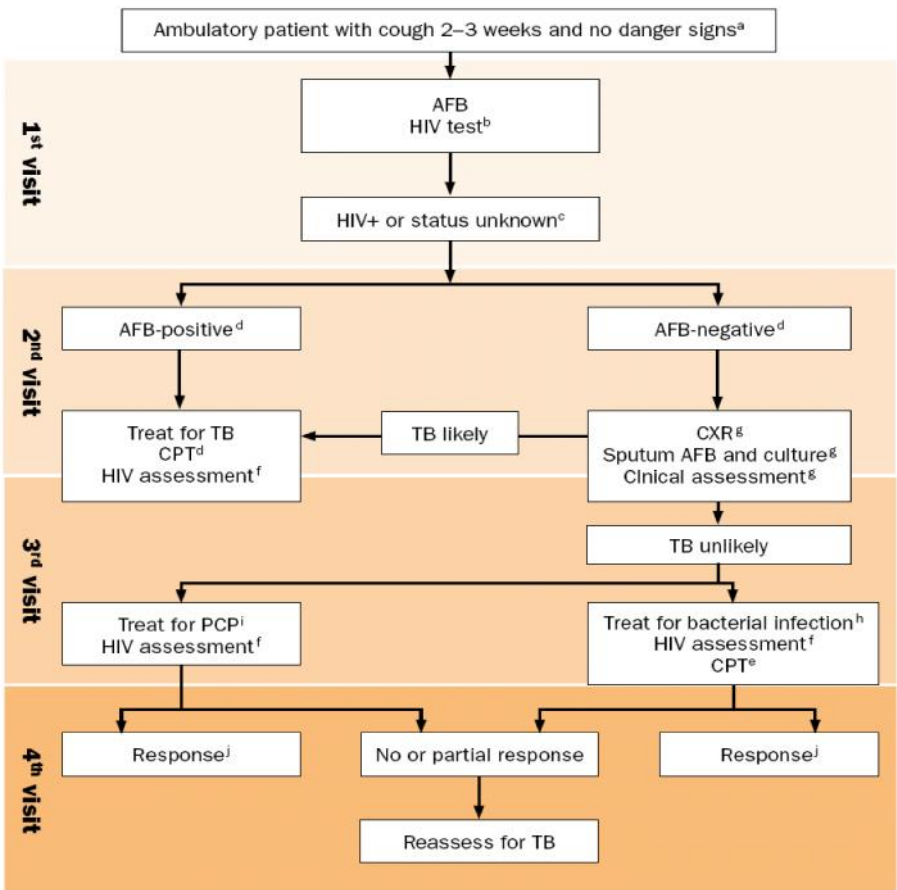 Ambulatory patient with cough 2–3 weeks and no danger signsᵃ
1st visit
AFB
HIV testᵇ
HIV+ or status unknownᶜ
2nd visit
AFB-positiveᵈ
AFB-negativeᵈ
Treat for TB
CPTᵈ
HIV assessmentᶠ
TB likely
CXRᵍ
Sputum AFB and cultureᵍ
Clinical assessmentᵍ
3rd visit
TB unlikely
Treat for PCPⁱ
HIV assessmentᶠ
Treat for bacterial infectionʰ
HIV assessmentᶠ
CPTᵉ
4th visit
Responseʲ
No or partial response
Responseʲ
Reassess for TB